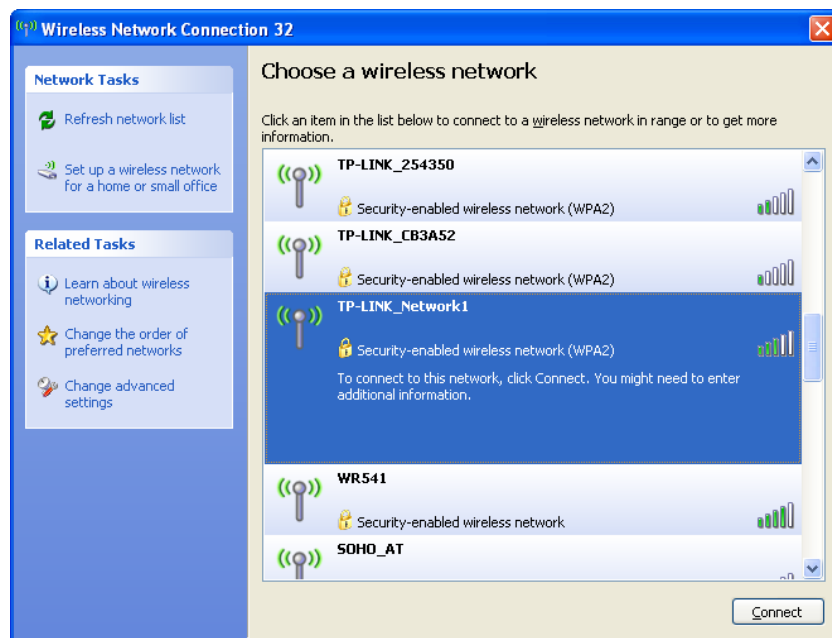 Wireless Network Connection 32
Network Tasks
Refresh network list
Set up a wireless network
for a home or small office
Related Tasks
Learn about wireless
networking
Change the order of
preferred networks
Change advanced
settings
Choose a wireless network
Click an item in the list below to connect to a wireless network in range or to get more
information.
TP-LINK_254350
Security-enabled wireless network (WPA2)
TP-LINK_CB3A52
Security-enabled wireless network (WPA2)
TP-LINK_Network1
Security-enabled wireless network (WPA2)
To connect to this network, click Connect. You might need to enter
additional information.
WR541
Security-enabled wireless network
SOHO_AT
Connect